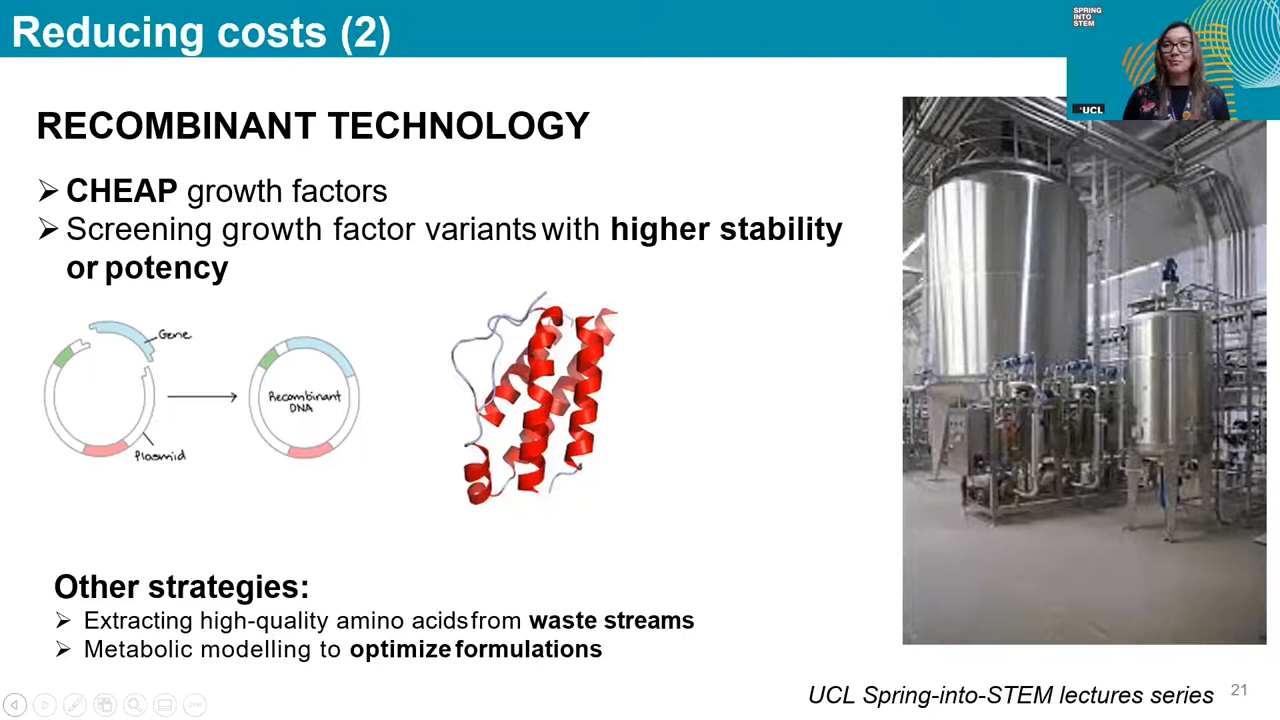 Reducing costs (2)
SPRING
INTO
STEM
UCL
RECOMBINANT TECHNOLOGY
CHEAP growth factors
Screening growth factor variants with higher stability
or potency
Gene
Recombinant
DNA
Plasmid
Other strategies:
Extracting high-quality amino acids from waste streams
Metabolic modelling to optimize formulations
UCL Spring-into-STEM lectures series
21